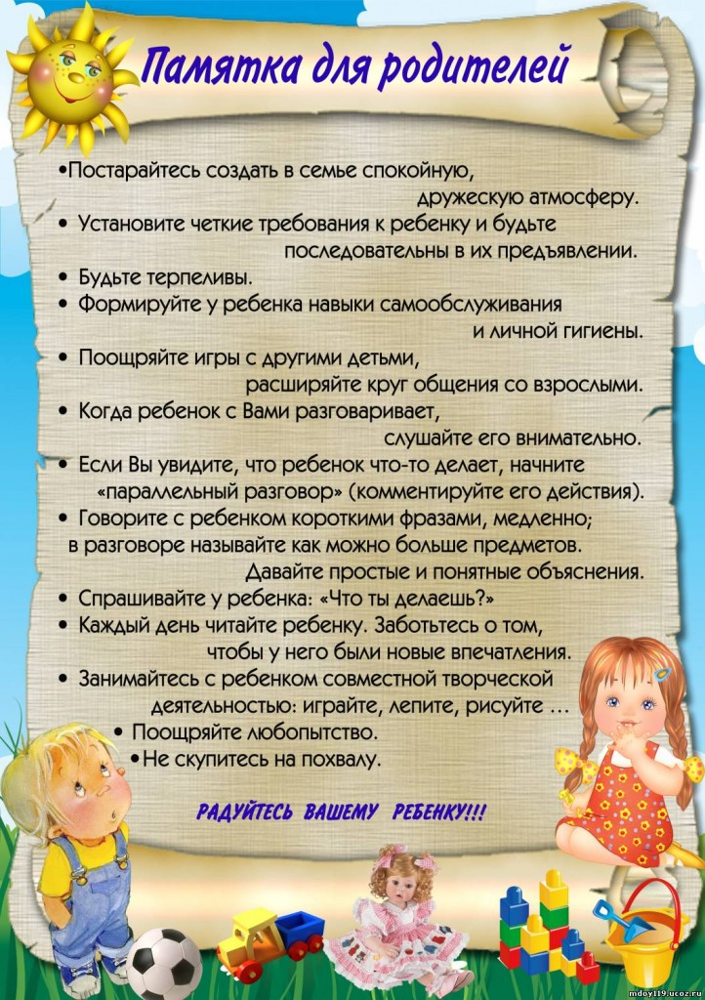 Памятка для родителей
•Постарайтесь создать в семье спокойную,
дружескую атмосферу.
• Установите четкие требования к ребенку и будьте
последовательны в их предъявлении.
• Будьте терпеливы.
• Формируйте у ребенка навыки самообслуживания
и личной гигиены.
• Поощряйте игры с другими детьми,
расширяйте круг общения со взрослыми.
• Когда ребенок с Вами разговаривает,
слушайте его внимательно.
• Если Вы увидите, что ребенок что-то делает, начните
«параллельный разговор» (комментируйте его действия).
• Говорите с ребенком короткими фразами, медленно;
в разговоре называйте как можно больше предметов.
Давайте простые и понятные объяснения.
• Спрашивайте у ребенка: «Что ты делаешь?»
• Каждый день читайте ребенку. Заботьтесь о том,
чтобы у него были новые впечатления.
• Занимайтесь с ребенком совместной творческой
деятельностью: играйте, лепите, рисуйте ...
• Поощряйте любопытство.
•Не скупитесь на похвалу.
РАДУЙТЕСЬ ВАШЕМУ РЕБЕНКУ!!!
mdoy119.ucoz.ru